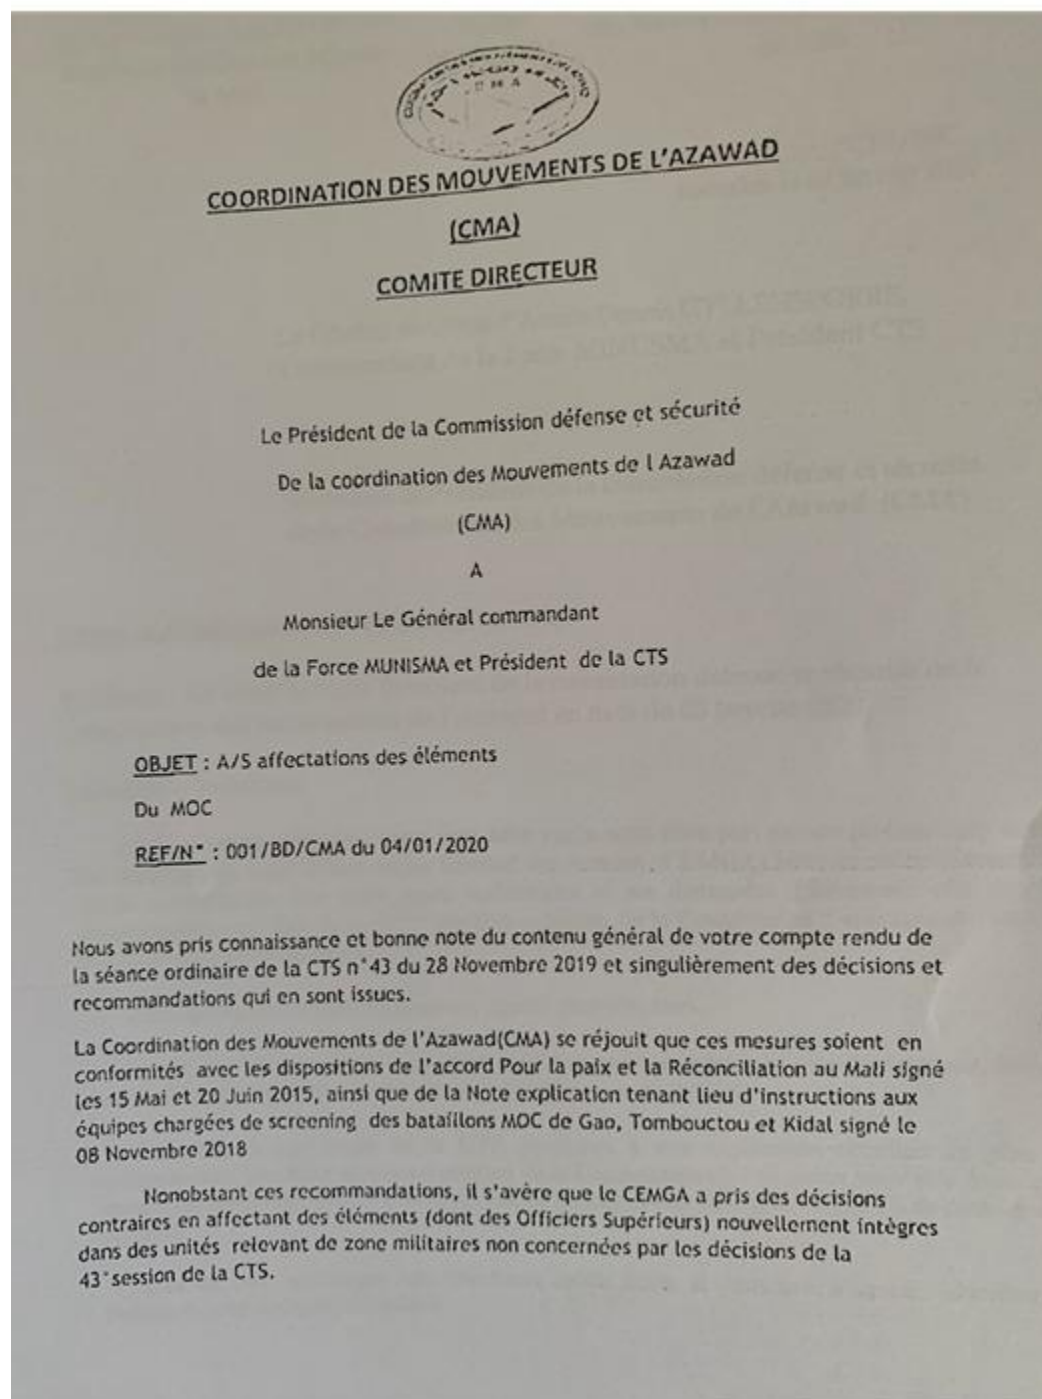 CMA
COORDINATION DES MOUVEMENTS DE L'AZAWAD
(CMA)
COMITE DIRECTEUR
Le Président de la Commission défense et sécurité
De la coordination des Mouvements de l Azawad
(CMA)
A
Monsieur Le Général commandant
de la Force MUNISMA et Président de la CTS
OBJET : A/S affectations des éléments
Du MOC
REF/N° : 001/BD/CMA du 04/01/2020
Nous avons pris connaissance et bonne note du contenu général de votre compte rendu de
la séance ordinaire de la CTS n°43 du 28 Novembre 2019 et singulièrement des décisions et
recommandations qui en sont issues.
La Coordination des Mouvements de l'Azawad(CMA) se réjouit que ces mesures soient en
conformités avec les dispositions de l'accord Pour la paix et la Réconciliation au Mali signé
les 15 Mai et 20 Juin 2015, ainsi que de la Note explication tenant lieu d'instructions aux
équipes chargées de screening des bataillons MOC de Gao, Tombouctou et Kidal signé le
08 Novembre 2018
Nonobstant ces recommandations, il s'avère que le CEMGA a pris des décisions
contraires en affectant des éléments (dont des Officiers Supérieurs) nouvellement intègres
dans des unités relevant de zone militaires non concernées par les décisions de la
43°session de la CTS.